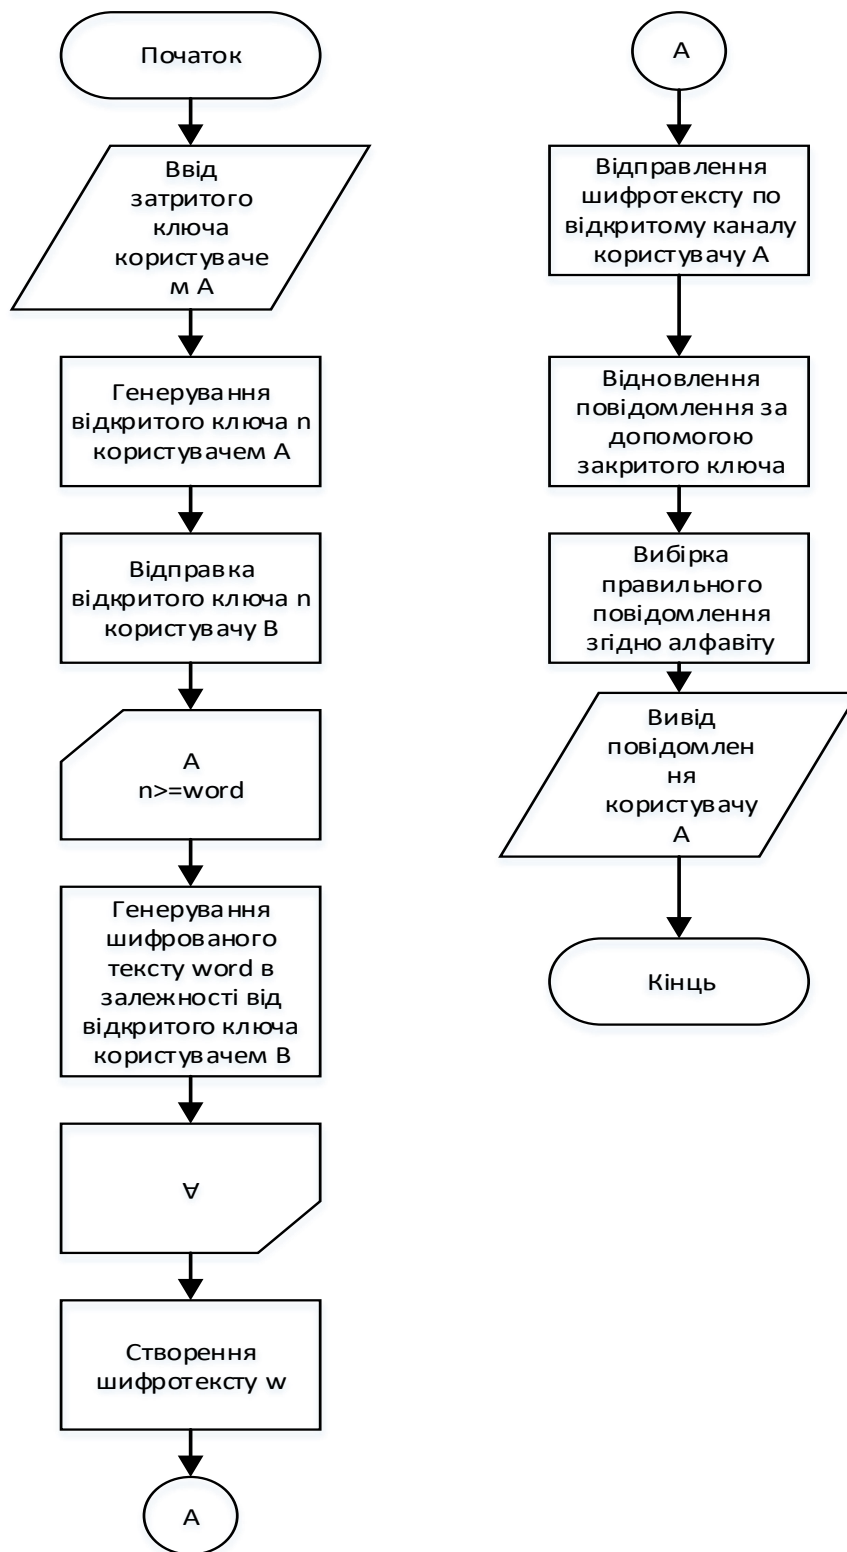 Початок
Ввід
затритого
ключа
користуваче
м А
Генерування
відкритого ключа n
користувачем А
Відправка
відкритого ключа n
користувачу В
А
n>=word
Генерування
шифрованого
тексту word в
залежності від
відкритого ключа
користувачем В
А
Створення
шифротексту w
А
А
Відправлення
шифротексту по
відкритому каналу
користувачу А
Відновлення
повідомлення за
допомогою
закритого ключа
Вибірка
правильного
повідомлення
згідно алфавіту
Вивід
повідомлен
ня
користувачу
А
Кінць